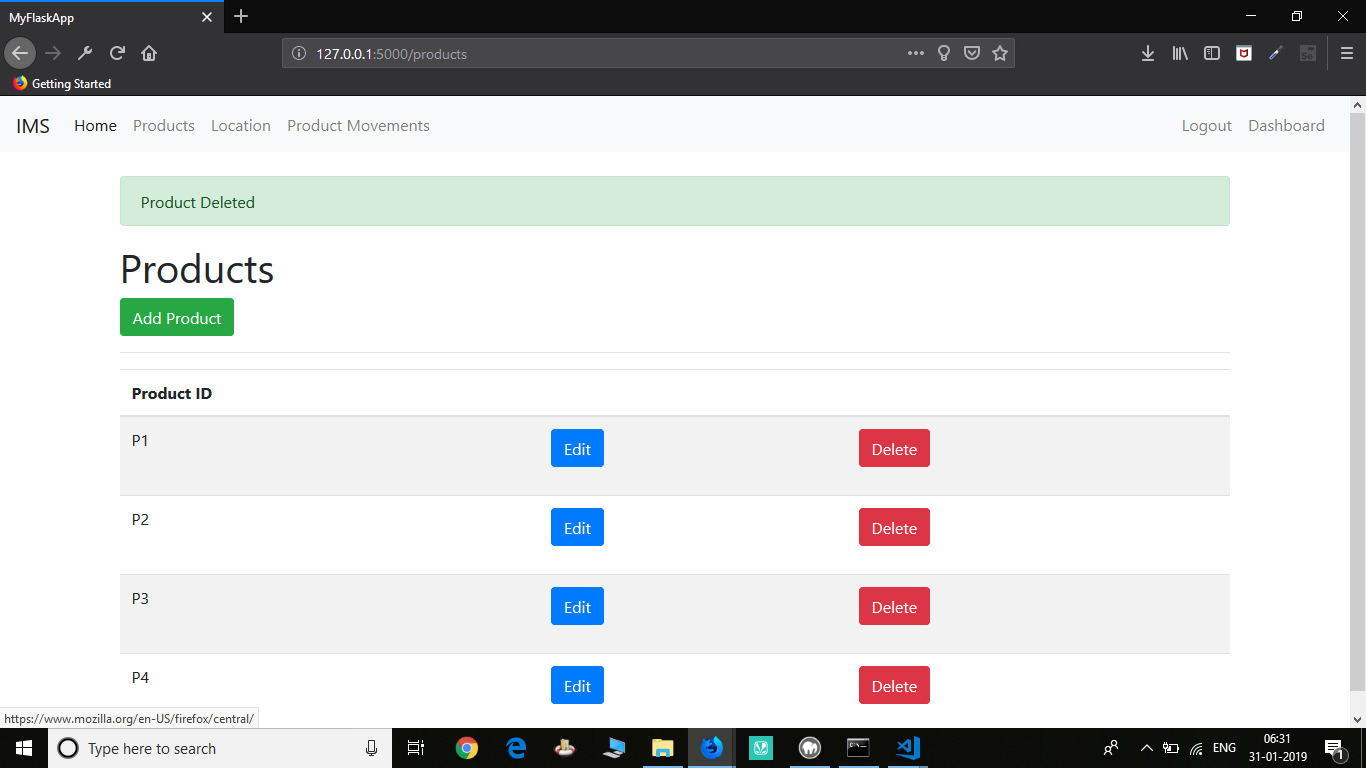 MyFlaskApp
127.0.0.1:5000/products
Getting Started
IMS Home Products Location Product Movements Logout Dashboard
Product Deleted
Products
Add Product
Product ID
P1 Edit Delete
P2 Edit Delete
P3 Edit Delete
P4 Edit Delete
https://www.mozilla.org/en-US/firefox/central/
Type here to search
ENG
06:31
31-01-2019
1